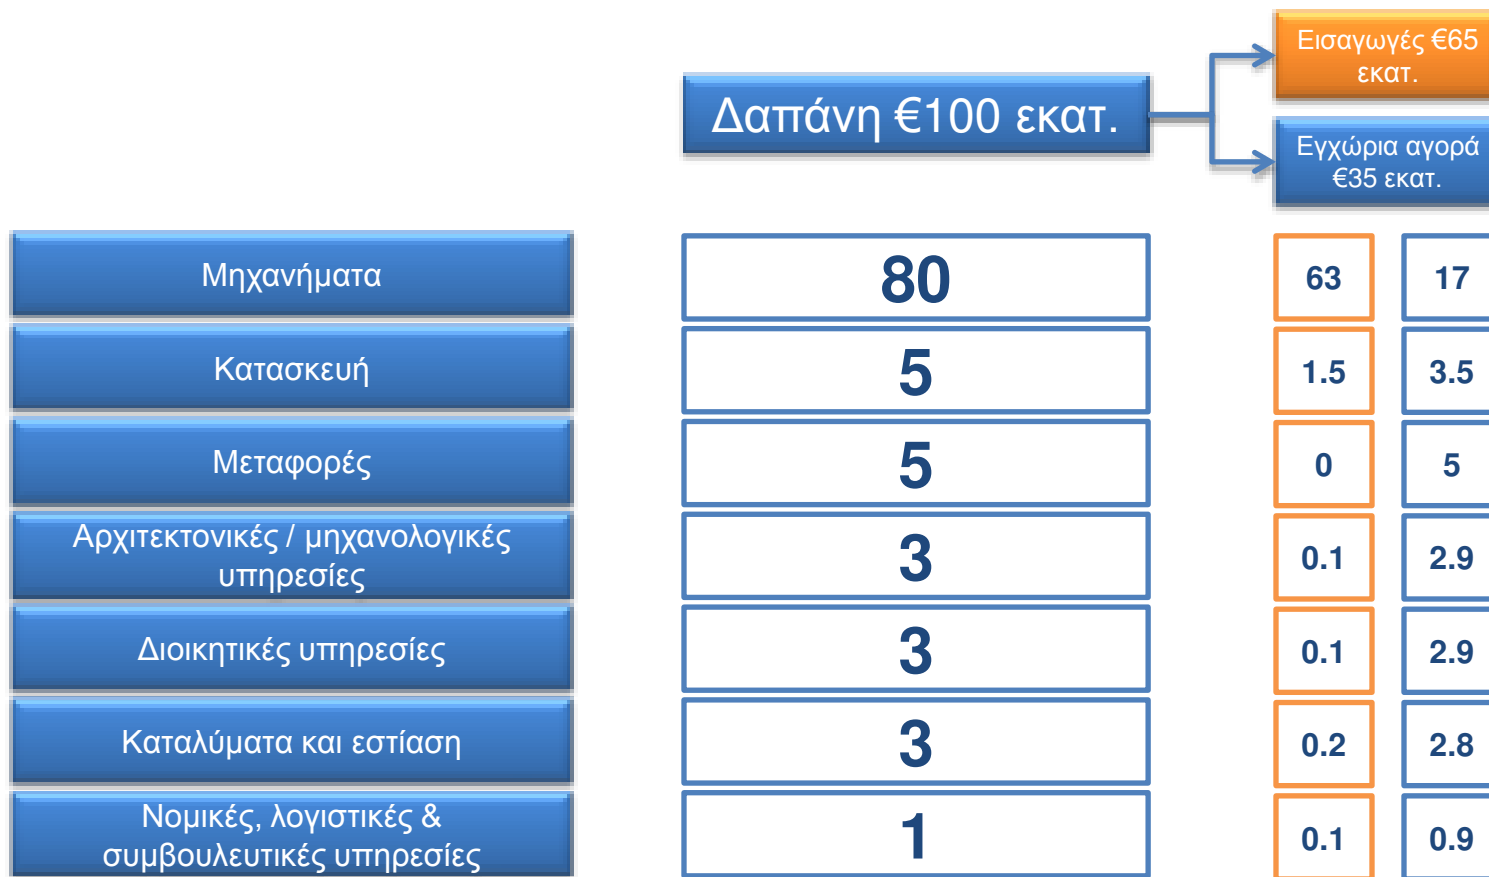 Εισαγωγές €65
εκατ.
Δαπάνη €100 εκατ.
Εγχώρια αγορά
€35 εκατ.
Μηχανήματα
80
63
17
Κατασκευή
5
1.5
3.5
Μεταφορές
5
0
5
Αρχιτεκτονικές / μηχανολογικές
υπηρεσίες
3
0.1
2.9
Διοικητικές υπηρεσίες
3
0.1
2.9
Καταλύματα και εστίαση
3
0.2
2.8
Νομικές, λογιστικές &
συμβουλευτικές υπηρεσίες
1
0.1
0.9